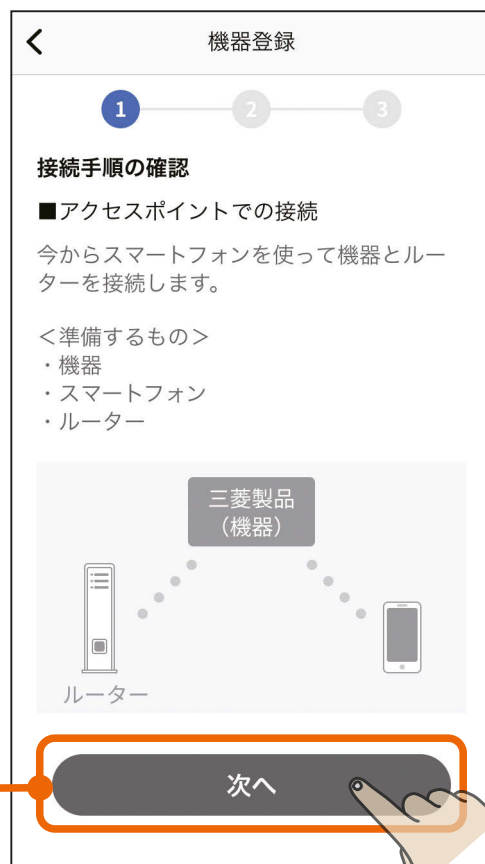 機器登録
1 2 3
接続手順の確認
■アクセスポイントでの接続
今からスマートフォンを使って機器とルー
ターを接続します。
＜準備するもの＞
・機器
・スマートフォン
・ルーター
三菱製品
（機器）
ルーター
次へ